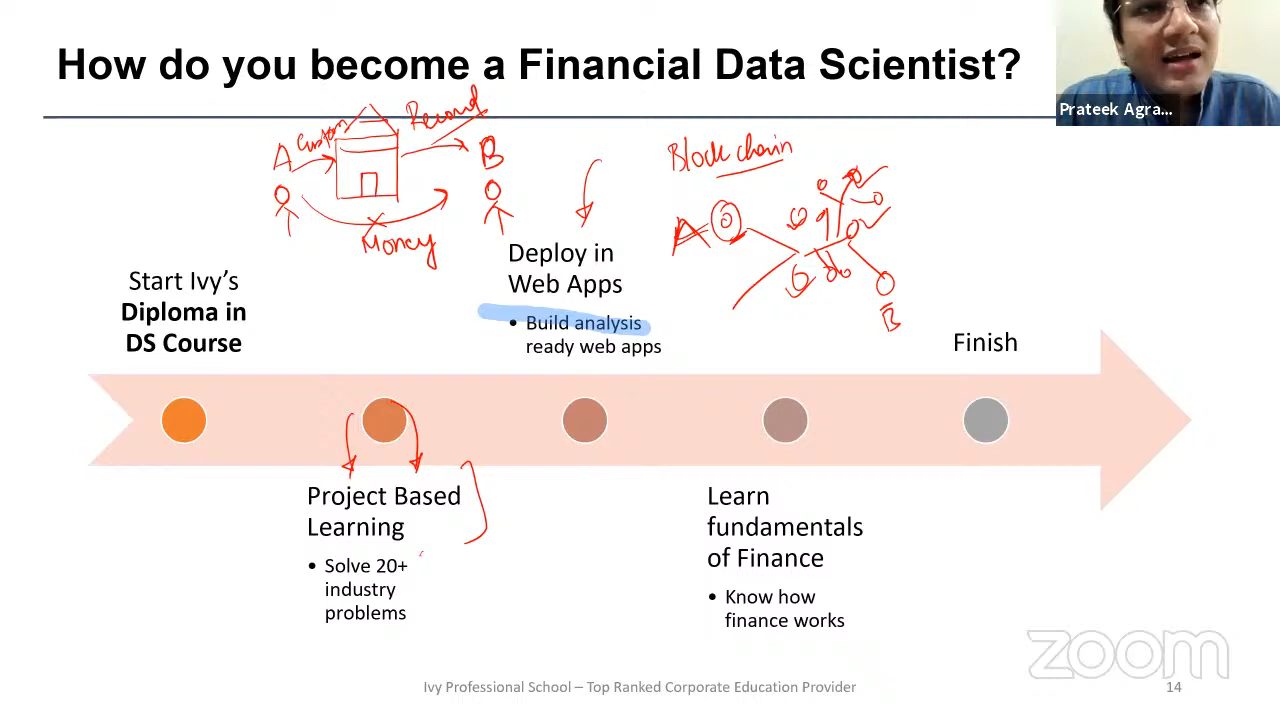 How do you become a Financial Data Scientist?
Prateek Agra...
Record
A
Custom
B
Money
Block chain
A
B
Start Ivy’s
Diploma in
DS Course
Deploy in
Web Apps
• Build analysis
ready web apps
Finish
Project Based
Learning
• Solve 20+
industry
problems
Learn
fundamentals
of Finance
• Know how
finance works
zoom
Ivy Professional School – Top Ranked Corporate Education Provider
14